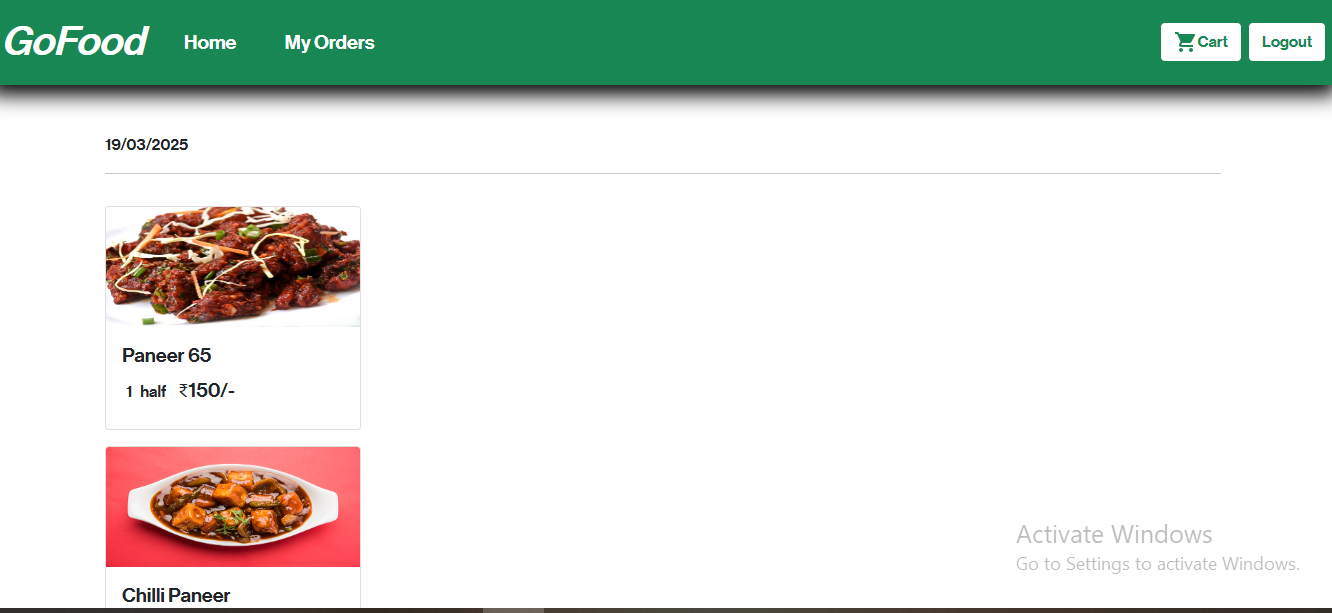 GoFood Home My Orders Cart Logout
19/03/2025
Paneer 65
1 half ₹150/-
Chilli Paneer
Activate Windows
Go to Settings to activate Windows.